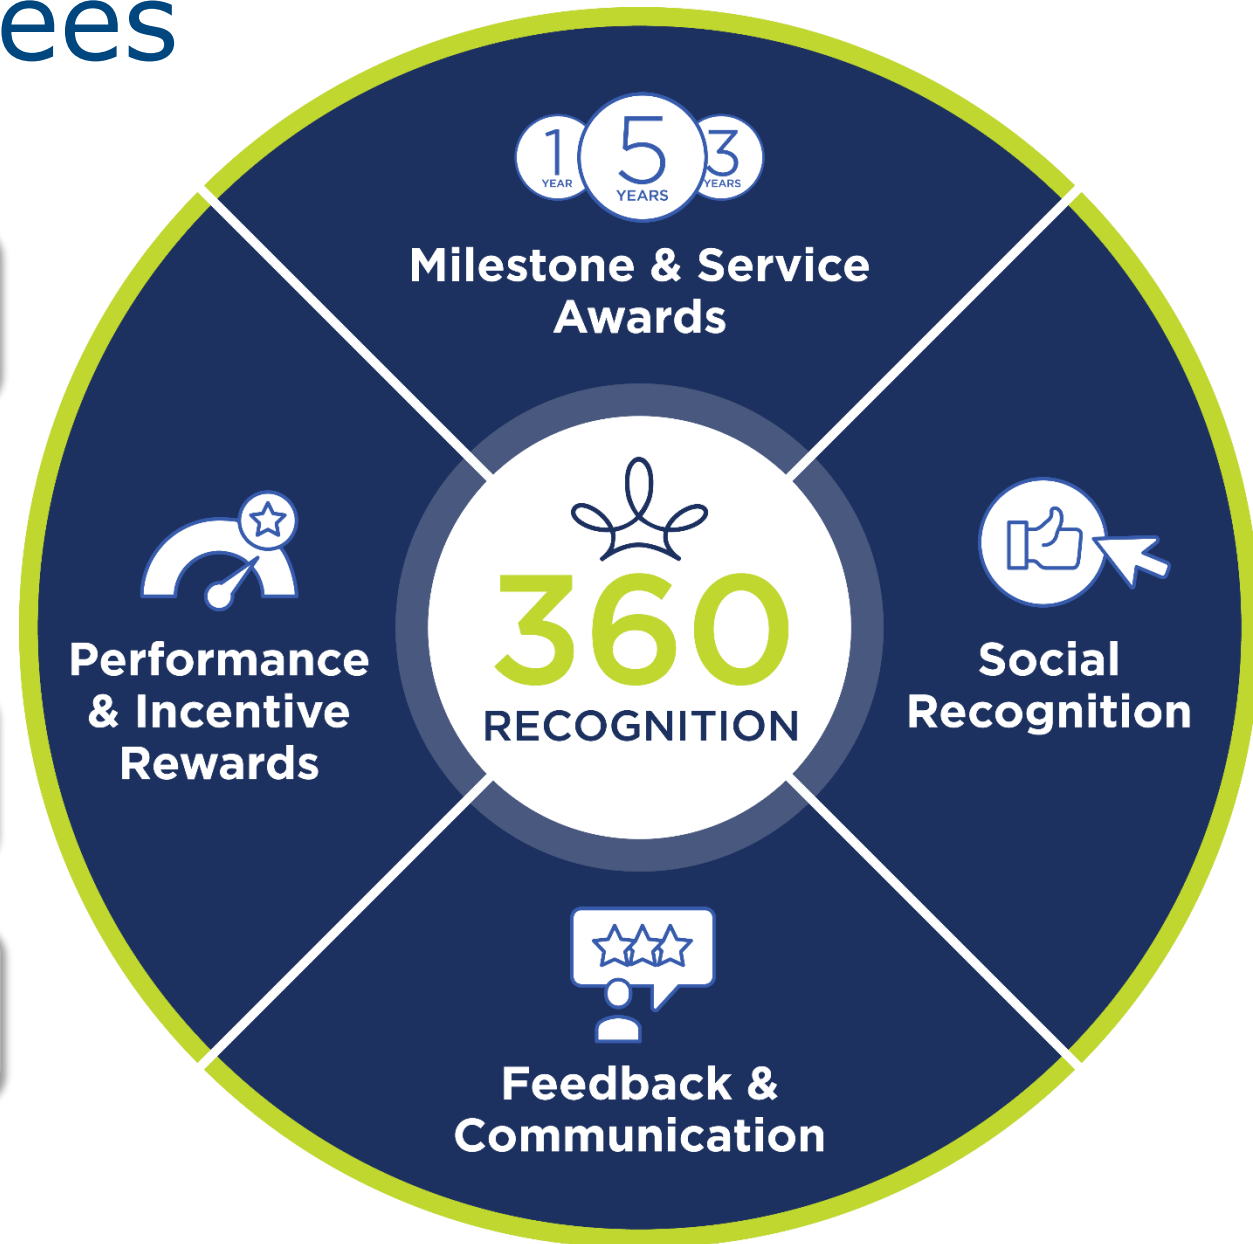 ees
1
YEAR
5
YEARS
3
YEARS
Milestone & Service
Awards
Performance
& Incentive
Rewards
360
RECOGNITION
Social
Recognition
Feedback &
Communication